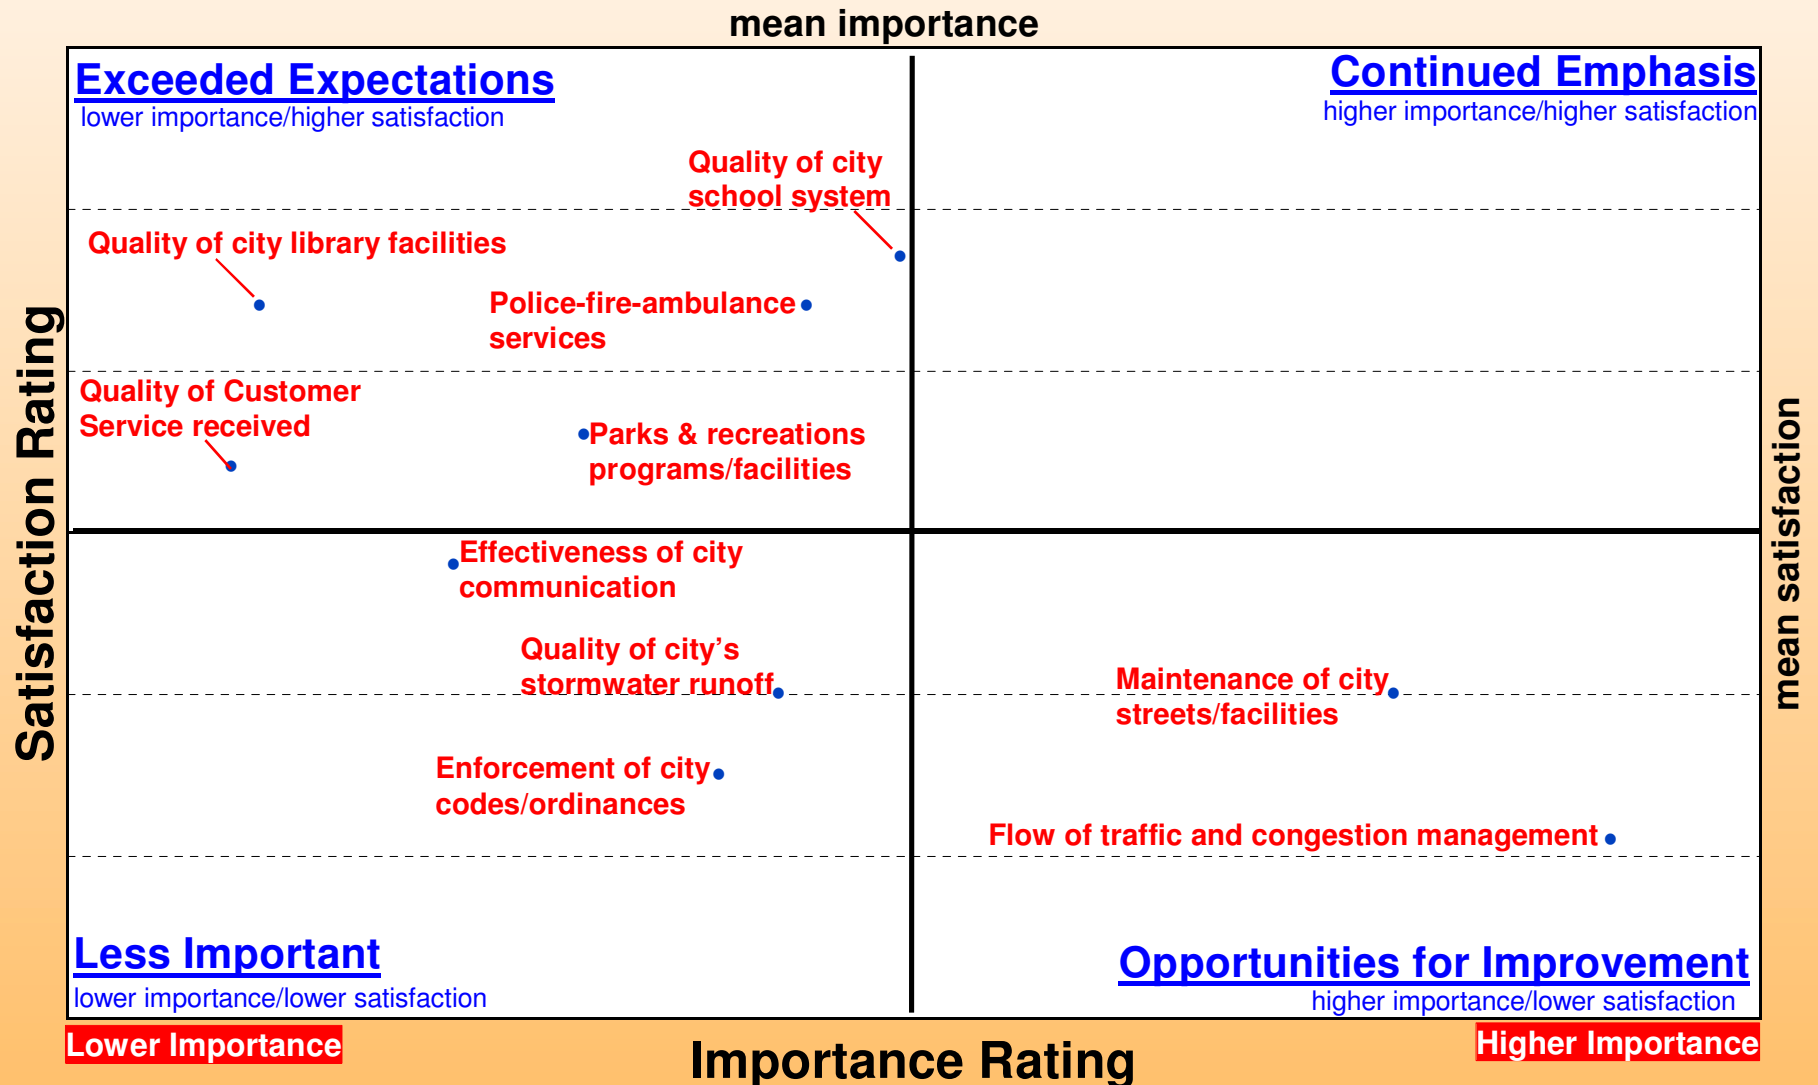 mean importance
Exceeded Expectations
lower importance/higher satisfaction
Continued Emphasis
higher importance/higher satisfaction
Quality of city
school system
Quality of city library facilities
Police-fire-ambulance
services
Quality of Customer
Service received
Parks & recreations
programs/facilities
Satisfaction Rating
mean satisfaction
Effectiveness of city
communication
Quality of city’s
stormwater runoff
Maintenance of city
streets/facilities
Enforcement of city
codes/ordinances
Flow of traffic and congestion management
Less Important
lower importance/lower satisfaction
Opportunities for Improvement
higher importance/lower satisfaction
Lower Importance
Importance Rating
Higher Importance